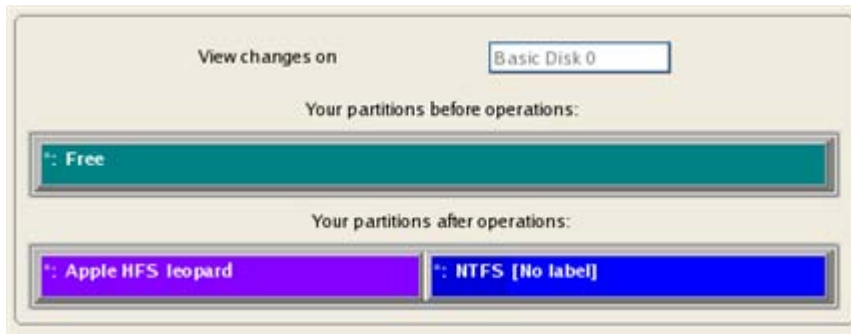 View changes on Basic Disk 0
Your partitions before operations:
*: Free
Your partitions after operations:
*: Apple HFS leopard *: NTFS [No label]